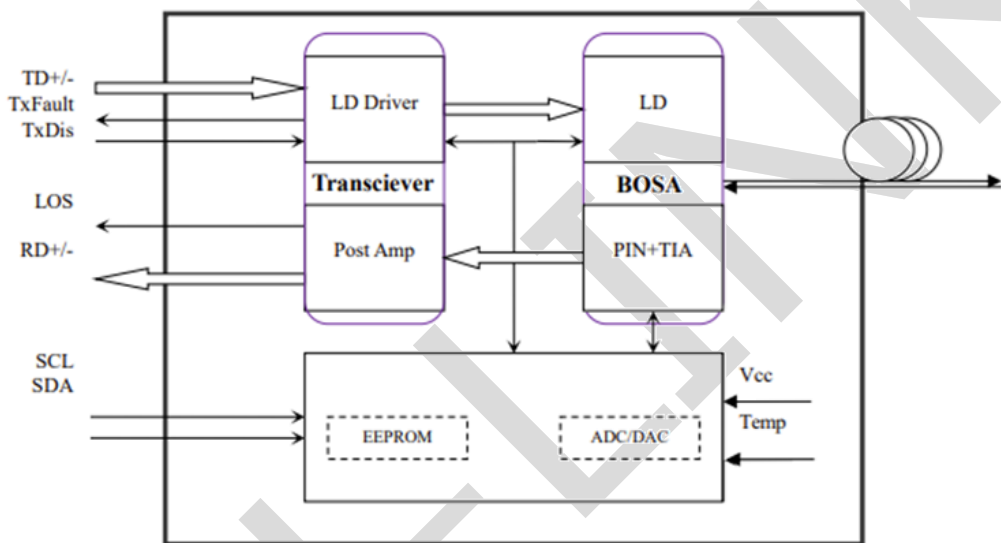 TD+/-
TxFault
TxDis
LOS
RD+/-
SCL
SDA
LD Driver
Transciever
Post Amp
LD
BOSA
PIN+TIA
EEPROM
ADC/DAC
Vcc
Temp